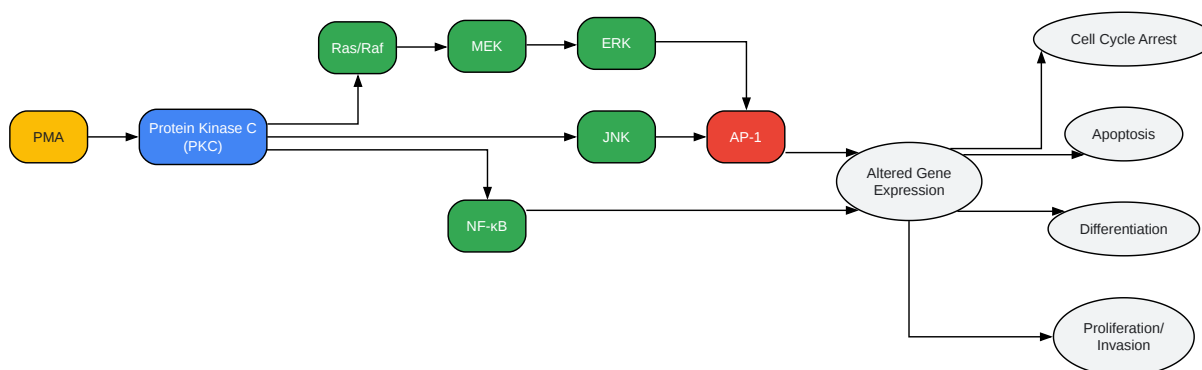 PMA
Protein Kinase C
(PKC)
Ras/Raf
MEK
ERK
JNK
NF-κB
AP-1
Altered Gene
Expression
Cell Cycle Arrest
Apoptosis
Differentiation
Proliferation/
Invasion